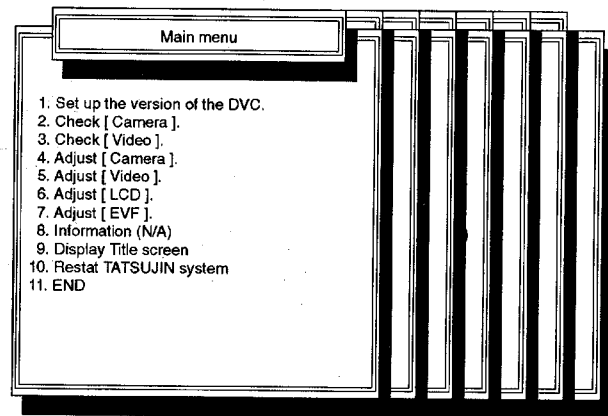 Main menu
1. Set up the version of the DVC.
2. Check [ Camera ].
3. Check [ Video ].
4. Adjust [ Camera ].
5. Adjust [ Video ].
6. Adjust [ LCD ].
7. Adjust [ EVF ].
8. Information (N/A)
9. Display Title screen
10. Restat TATSUJIN system
11. END